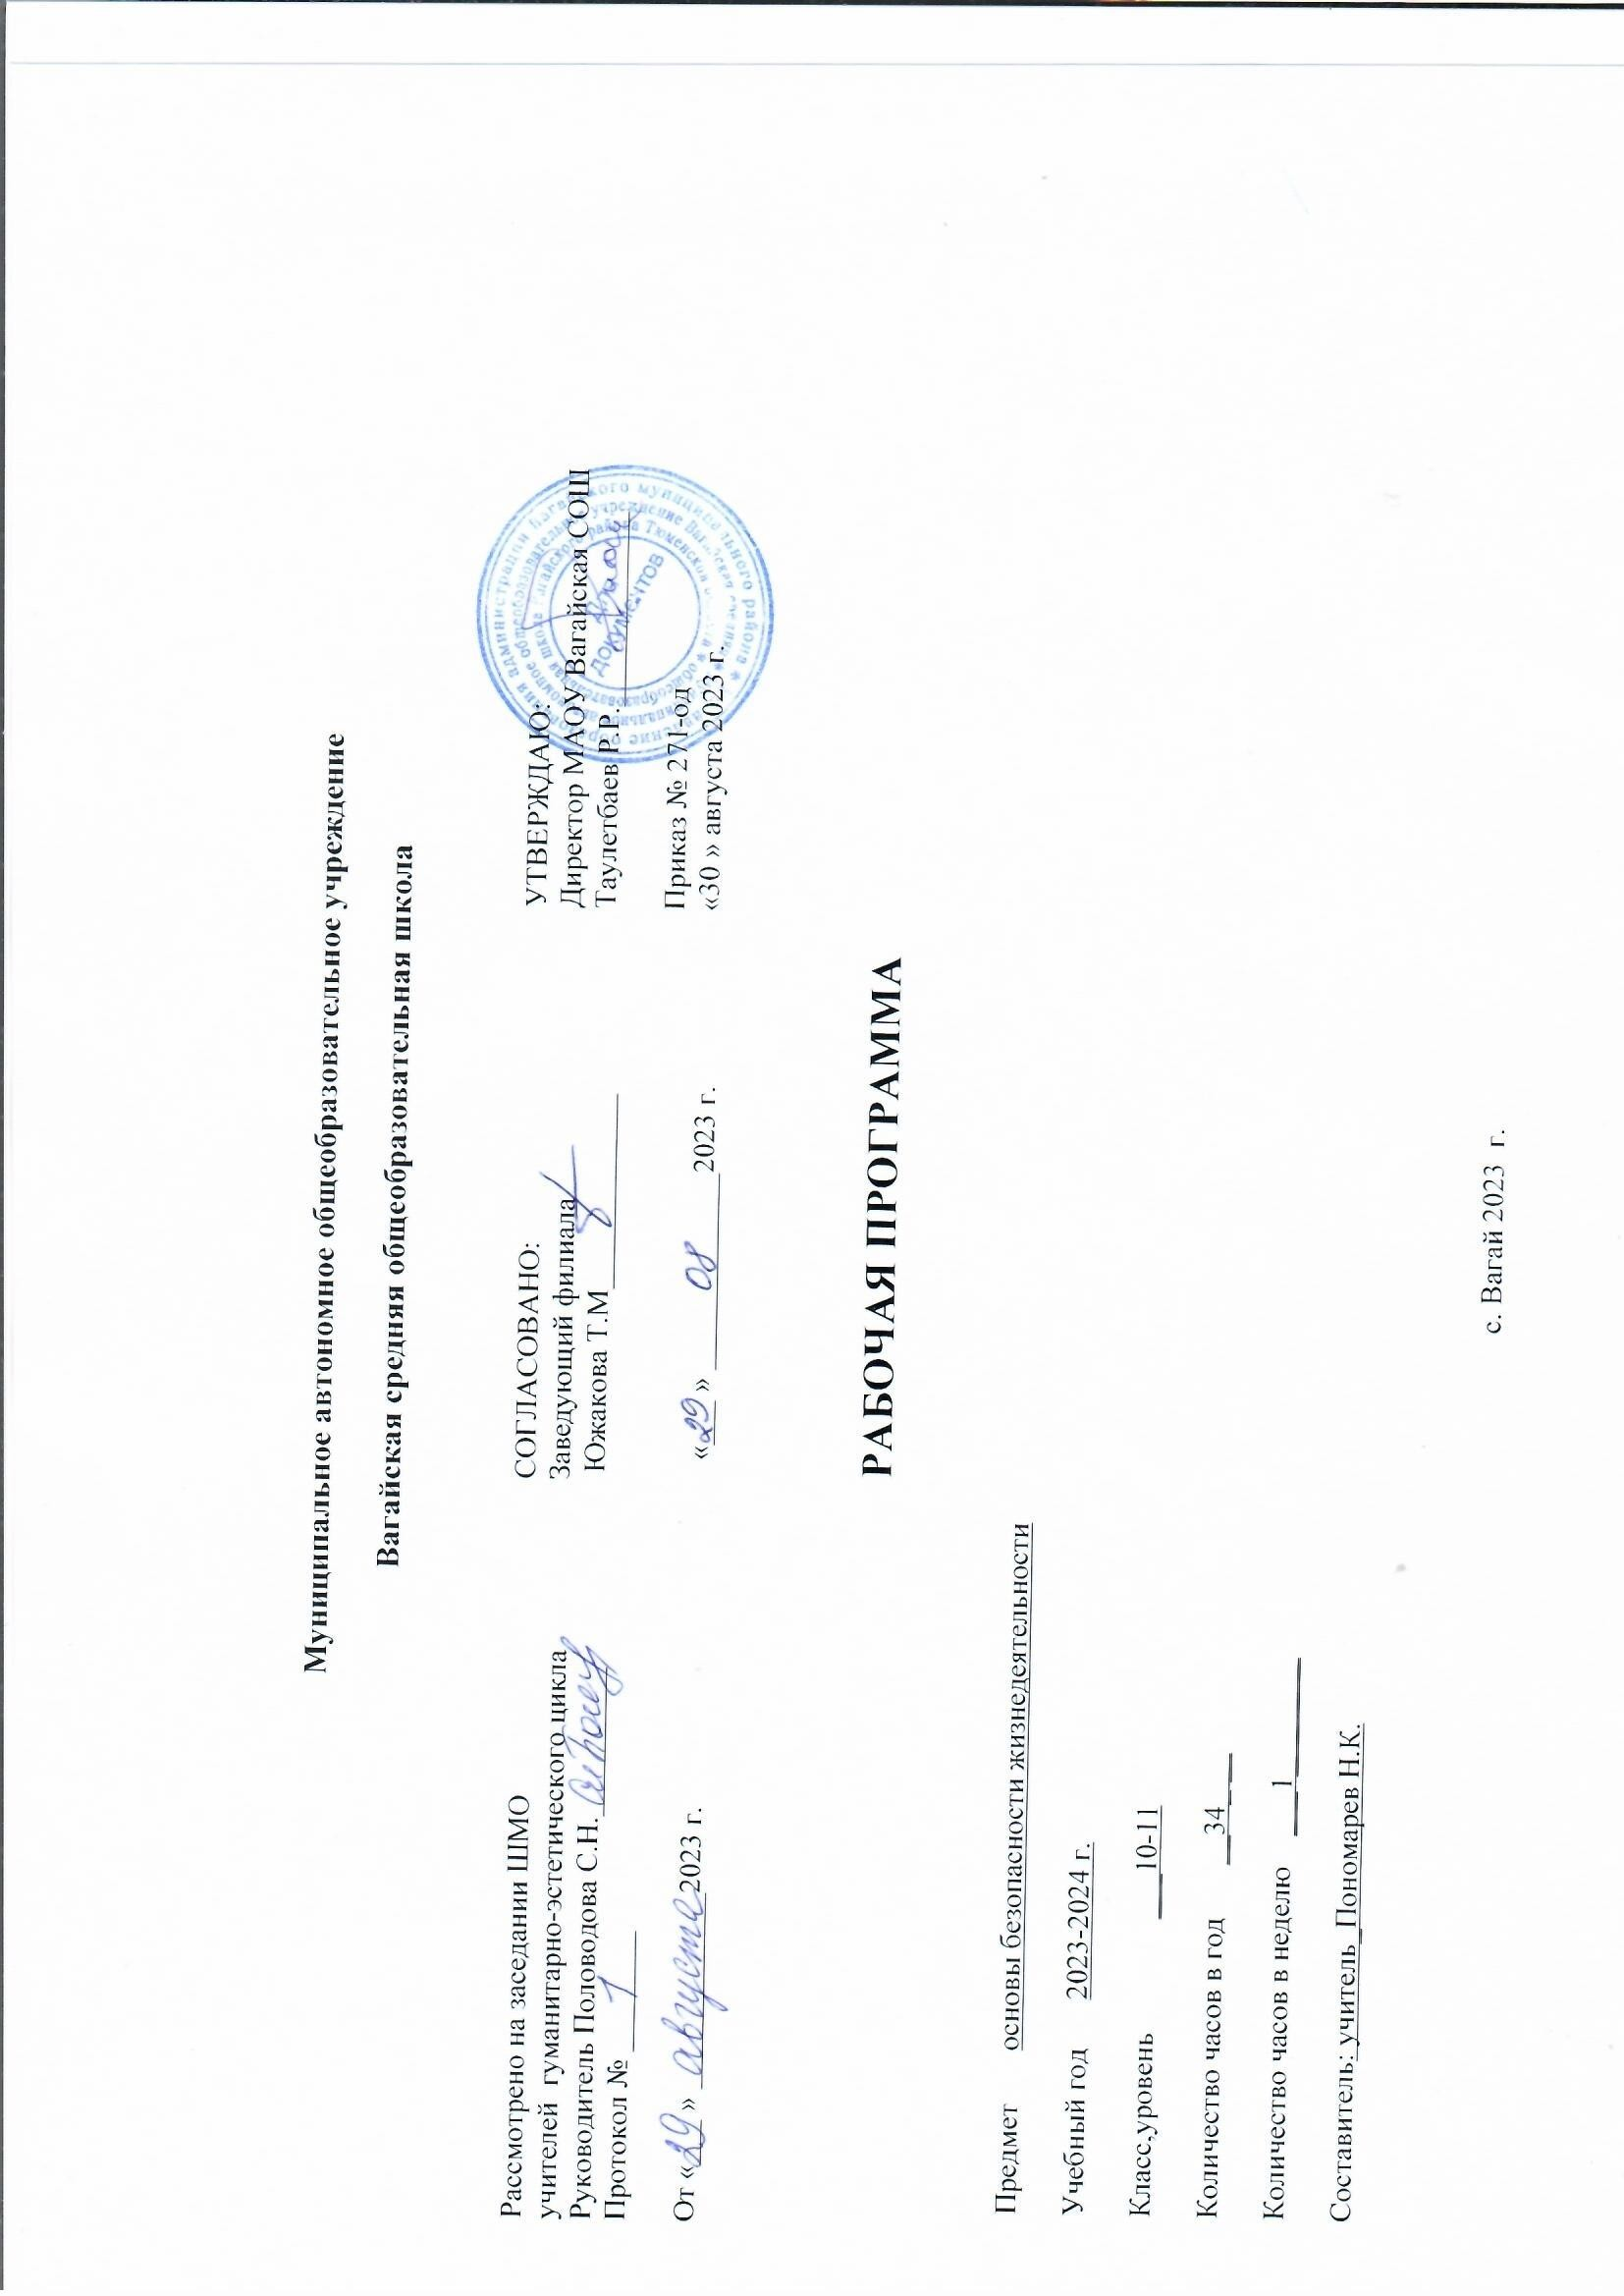 Муниципальное автономное общеобразовательное учреждение
Вагайская средняя общеобразовательная школа
Рассмотрено на заседании ШМО
учителей гуманитарно-эстетического цикла
Руководитель Половодова С.Н.
Протокол № 1
От «29» августа 2023 г.
СОГЛАСОВАНО:
Заведующий филиала
Южакова Т.М
«29» 08 2023 г.
УТВЕРЖДАЮ:
Директор МАОУ Вагайская СОШ
Таулетбаев Р.Р.
Приказ № 271-од
«30 » августа 2023 г.
ДОКУМЕНТОВ
РАБОЧАЯ ПРОГРАММА
Предмет основы безопасности жизнедеятельности
Учебный год 2023-2024 г.
Класс,уровень 10-11
Количество часов в год 34
Количество часов в неделю 1
Составитель: учитель Пономарев Н.К.
с. Вагай 2023 г.